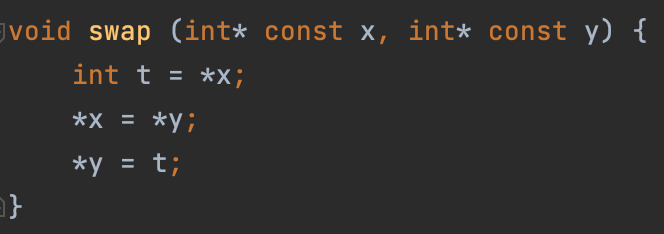 void swap (int* const x, int* const y) {
    int t = *x;
    *x = *y;
    *y = t;
}